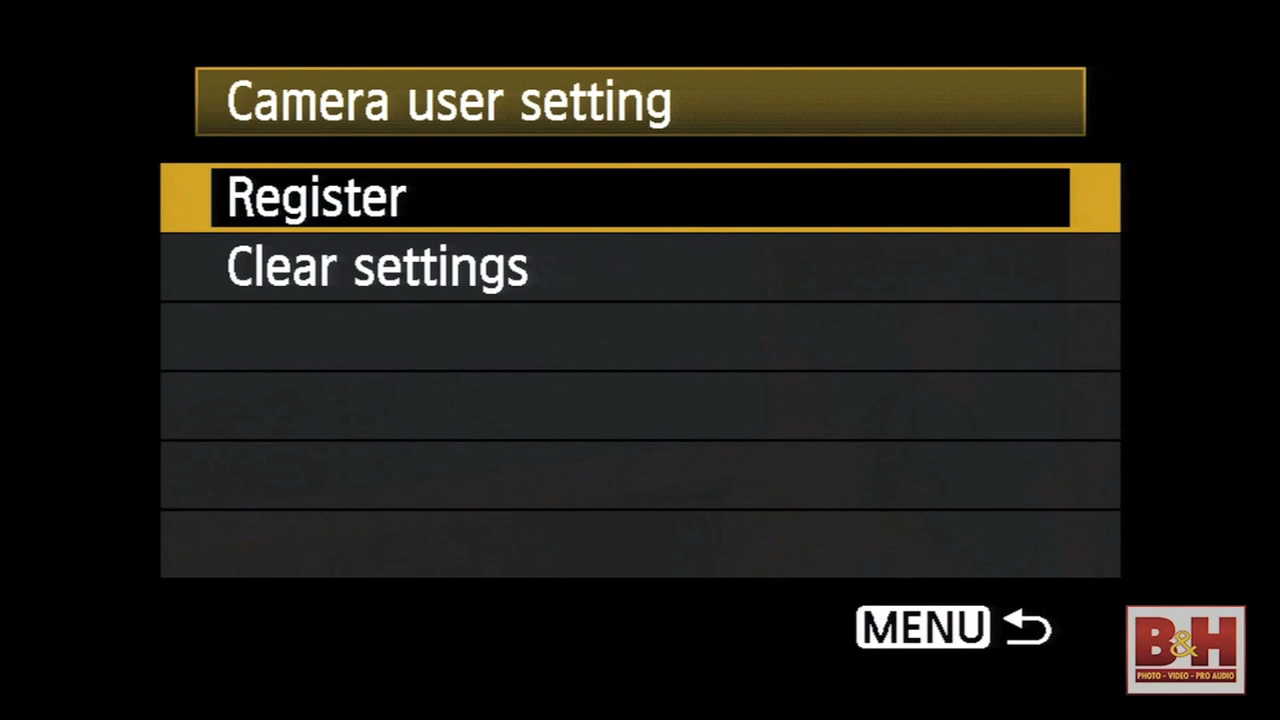 Camera user setting
Register
Clear settings
MENU
B&H
PHOTO - VIDEO - PRO AUDIO